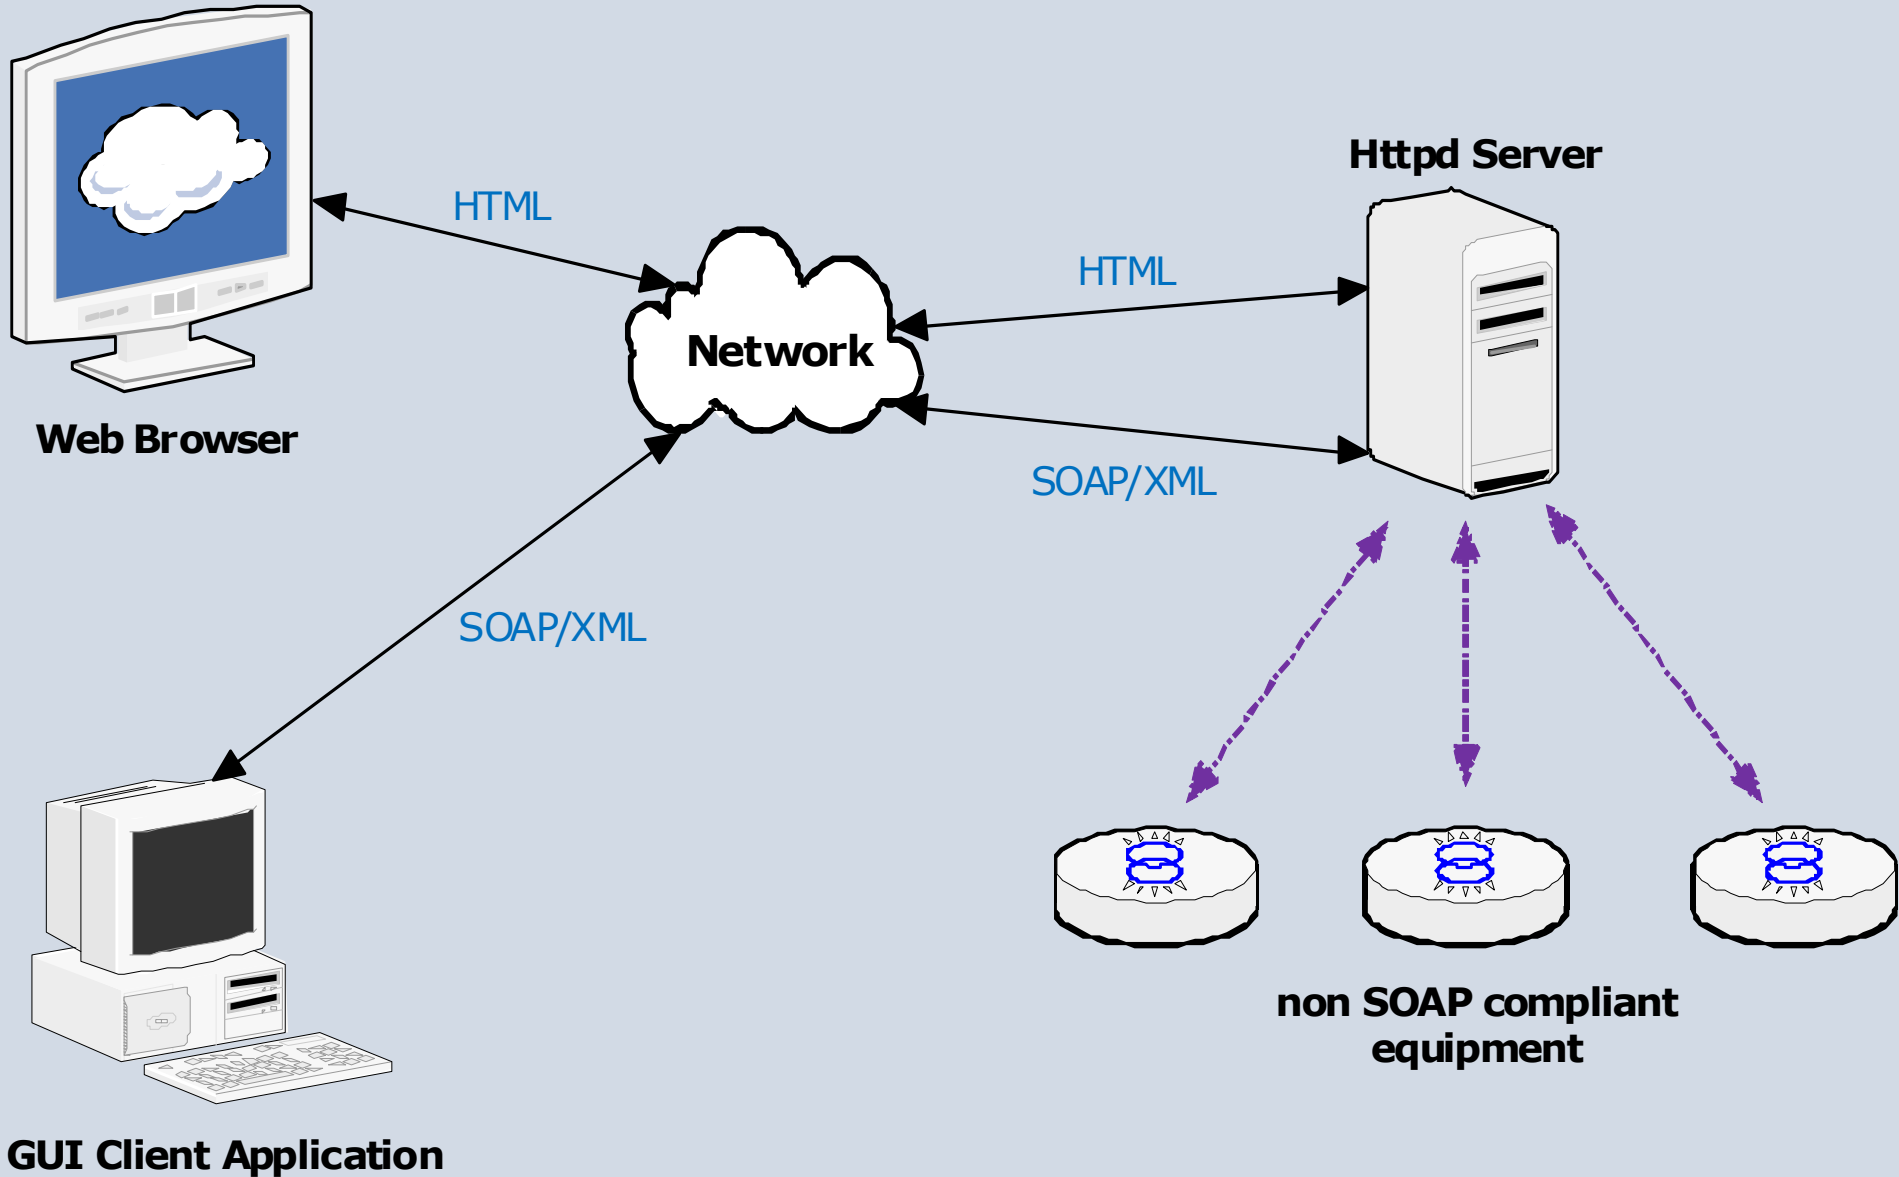 Httpd Server
HTML
HTML
Network
Web Browser
SOAP/XML
SOAP/XML
non SOAP compliant
equipment
GUI Client Application